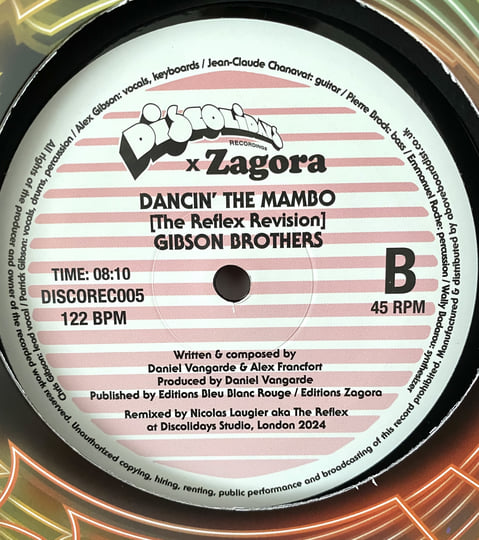 DISCOLIDAYS
RECORDINGS
x Zagora
DANCIN' THE MAMBO
[The Reflex Revision]
GIBSON BROTHERS
TIME: 08:10
DISCOREC005
122 BPM
B
45 RPM
Written & composed by
Daniel Vangarde & Alex Francfort
Produced by Daniel Vangarde
Published by Editions Bleu Blanc Rouge / Editions Zagora
Remixed by Nicolas Laugier aka The Reflex
at Discolidays Studio, London 2024
Chris Gibson: lead vocal / Patrick Gibson: vocals, drums, percussion / Alex Gibson: vocals, keyboards / Jean-Claude Chanavat: guitar / Pierre Brock: bass / Emmanuel Roche: percussion / Wally Badarou: synthesizer
All rights of the producer and owner of the recorded work reserved. Unauthorized copying, hiring, renting, public performance and broadcasting of this record prohibited. Manufactured & distributed by aboveboarddist.co.uk